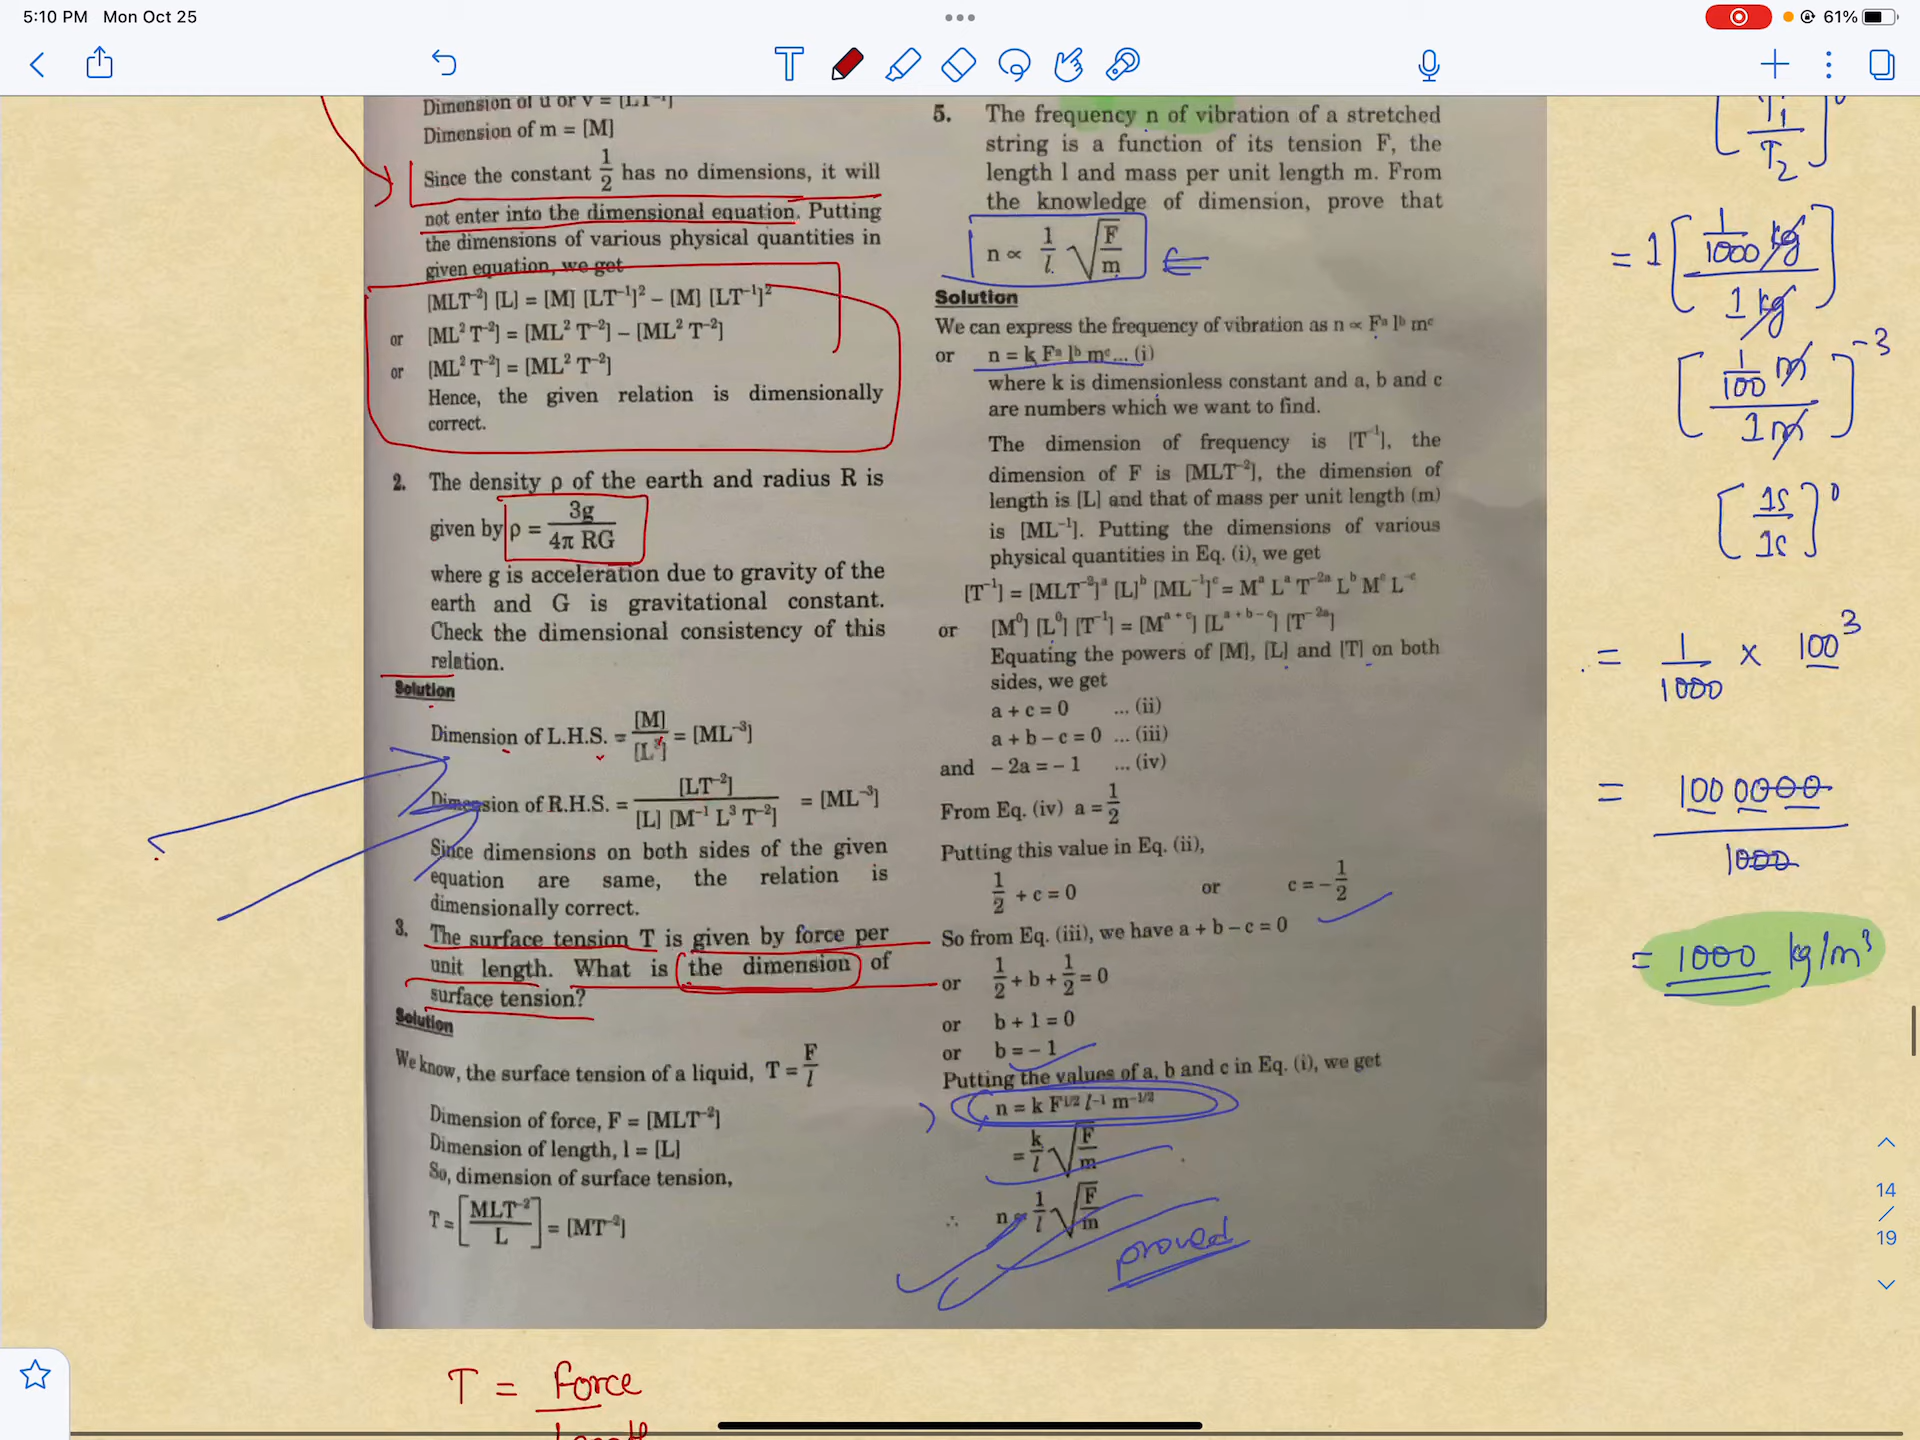 5:10 PM Mon Oct 25
61%
Dimension of u or v = [LT⁻¹]
Dimension of m = [M]
Since the constant 1/2 has no dimensions, it will
not enter into the dimensional equation. Putting
the dimensions of various physical quantities in
given equation, we get
[MLT⁻²] [L] = [M] [LT⁻¹]² – [M] [LT⁻¹]²
or [ML² T⁻²] = [ML² T⁻²] – [ML² T⁻²]
or [ML² T⁻²] = [ML² T⁻²]
Hence, the given relation is dimensionally
correct.
2. The density ρ of the earth and radius R is
given by ρ = 3g / 4π RG
where g is acceleration due to gravity of the
earth and G is gravitational constant.
Check the dimensional consistency of this
relation.
Solution
Dimension of L.H.S. = [M] / [L³] = [ML⁻³]
Dimension of R.H.S. = [LT⁻²] / [L] [M⁻¹ L³ T⁻²] = [ML⁻³]
Since dimensions on both sides of the given
equation are same, the relation is
dimensionally correct.
3. The surface tension T is given by force per
unit length. What is the dimension of
surface tension?
Solution
We know, the surface tension of a liquid, T = F / l
Dimension of force, F = [MLT⁻²]
Dimension of length, l = [L]
So, dimension of surface tension,
T = [MLT⁻² / L] = [MT⁻²]
T = force
5. The frequency n of vibration of a stretched
string is a function of its tension F, the
length l and mass per unit length m. From
the knowledge of dimension, prove that
n ∝ 1/l √F/m
Solution
We can express the frequency of vibration as n ∝ Fᵃ lᵇ mᶜ
or n = k Fᵃ lᵇ mᶜ ... (i)
where k is dimensionless constant and a, b and c
are numbers which we want to find.
The dimension of frequency is [T⁻¹], the
dimension of F is [MLT⁻²], the dimension of
length is [L] and that of mass per unit length (m)
is [ML⁻¹]. Putting the dimensions of various
physical quantities in Eq. (i), we get
[T⁻¹] = [MLT⁻²]ᵃ [L]ᵇ [ML⁻¹]ᶜ = Mᵃ Lᵃ T⁻²ᵃ Lᵇ Mᶜ L⁻ᶜ
or [M⁰] [L⁰] [T⁻¹] = [Mᵃ⁺ᶜ] [Lᵃ⁺ᵇ⁻ᶜ] [T⁻²ᵃ]
Equating the powers of [M], [L] and [T] on both
sides, we get
a + c = 0 ... (ii)
a + b – c = 0 ... (iii)
and – 2a = – 1 ... (iv)
From Eq. (iv) a = 1/2
Putting this value in Eq. (ii),
1/2 + c = 0 or c = – 1/2
So from Eq. (iii), we have a + b – c = 0
or 1/2 + b + 1/2 = 0
or b + 1 = 0
or b = – 1
Putting the values of a, b and c in Eq. (i), we get
n = k F¹ᐟ² l⁻¹ m⁻¹ᐟ²
= k/l √F/m
∴ n ∝ 1/l √F/m
proved
[T₁ / T₂]⁰
= 1 [1/1000 kg / 1 kg]
[1/100 m / 1 m]⁻³
[1s / 1s]⁰
= 1/1000 × 100³
= 1000000 / 1000
= 1000 kg/m³
14
/
19